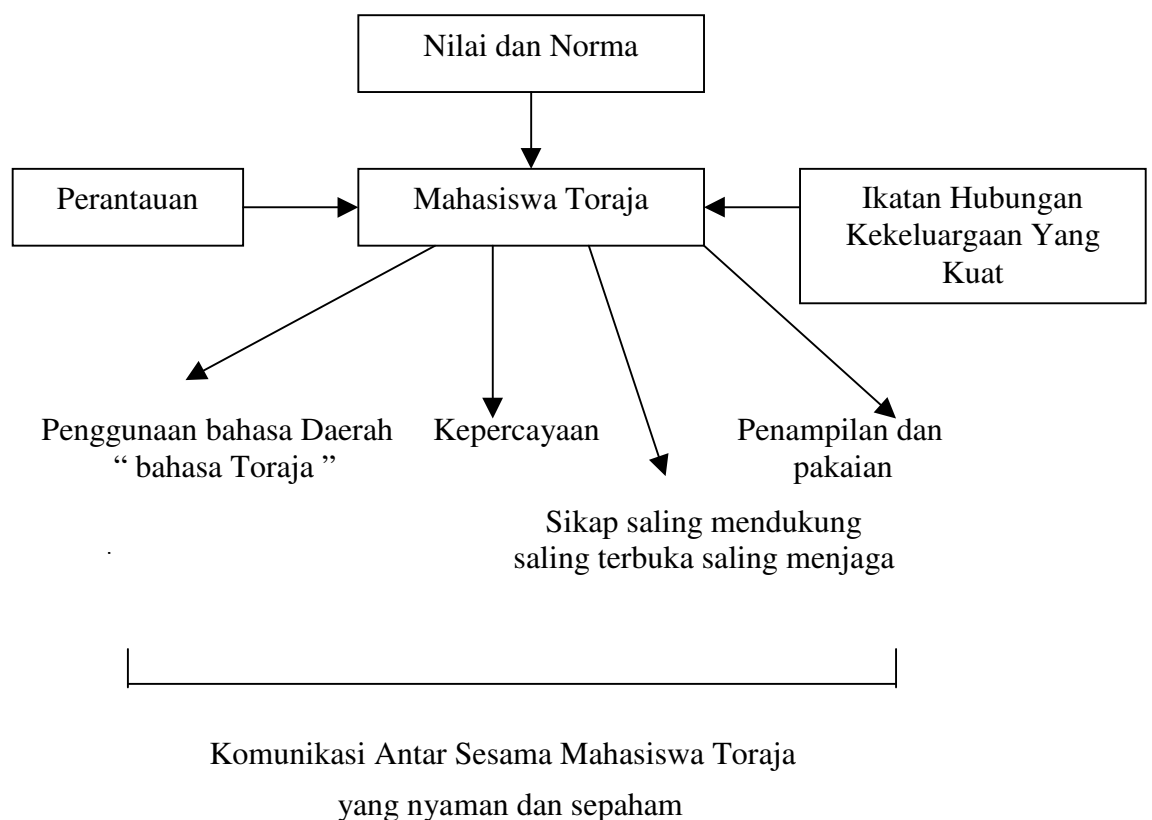 Nilai dan Norma
Perantauan
Mahasiswa Toraja
Ikatan Hubungan
Kekeluargaan Yang
Kuat
Penggunaan bahasa Daerah
“ bahasa Toraja ”
Kepercayaan
Penampilan dan
pakaian
Sikap saling mendukung
saling terbuka saling menjaga
.
Komunikasi Antar Sesama Mahasiswa Toraja
yang nyaman dan sepaham